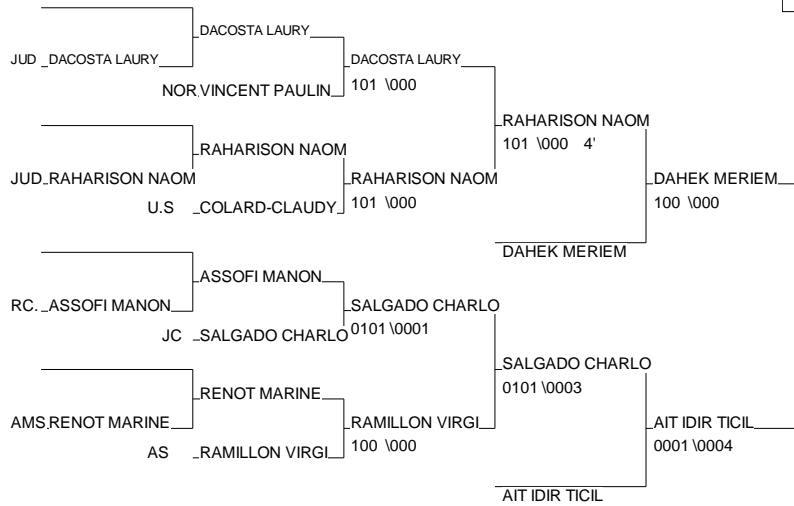 DACOSTA LAURY
JUD DACOSTA LAURY
DACOSTA LAURY
NOR VINCENT PAULIN
101 \000
RAHARISON NAOM
101 \000 4'
RAHARISON NAOM
JUD RAHARISON NAOM
RAHARISON NAOM
DAHEK MERIEM
U.S COLARD-CLAUDY
101 \000
100 \000
DAHEK MERIEM
ASSOFI MANON
RC. ASSOFI MANON
SALGADO CHARLO
JC SALGADO CHARLO
0101 \0001
SALGADO CHARLO
0101 \0003
RENOT MARINE
AMS RENOT MARINE
RAMILLON VIRGI
AIT IDIR TICIL
AS RAMILLON VIRGI
100 \000
0001 \0004
AIT IDIR TICIL